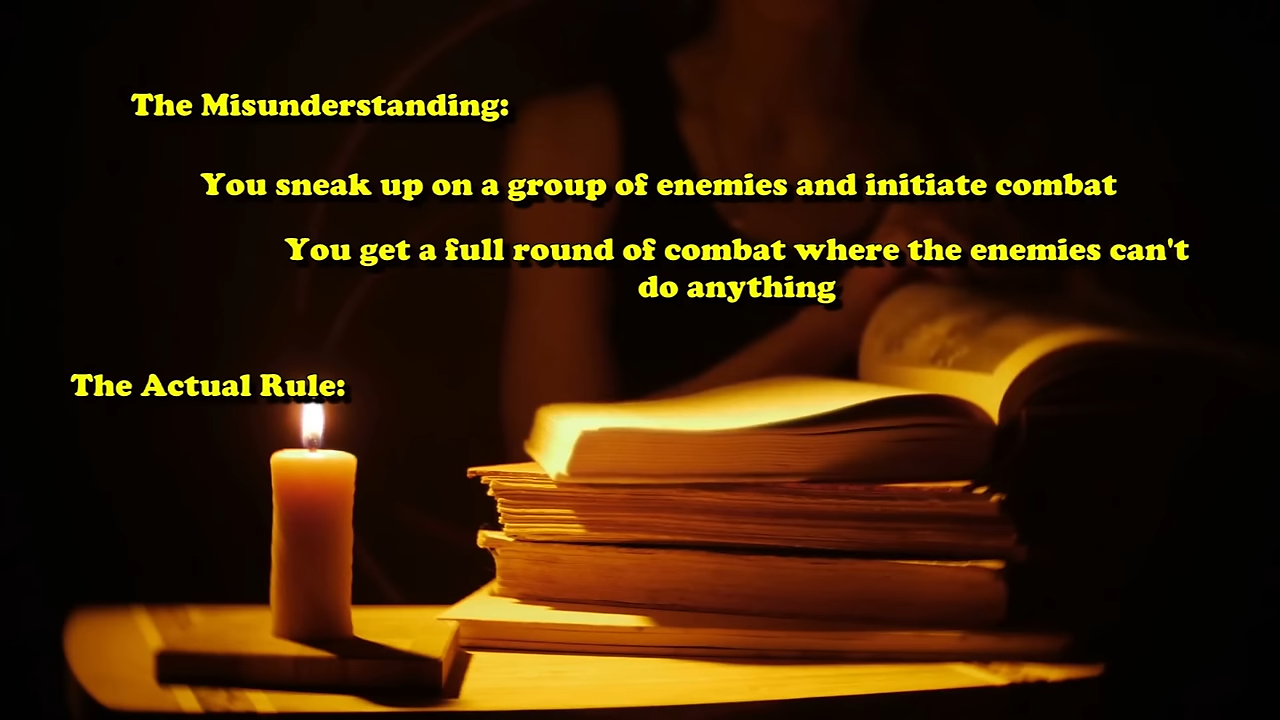 The Misunderstanding:
You sneak up on a group of enemies and initiate combat
You get a full round of combat where the enemies can't
do anything
The Actual Rule: